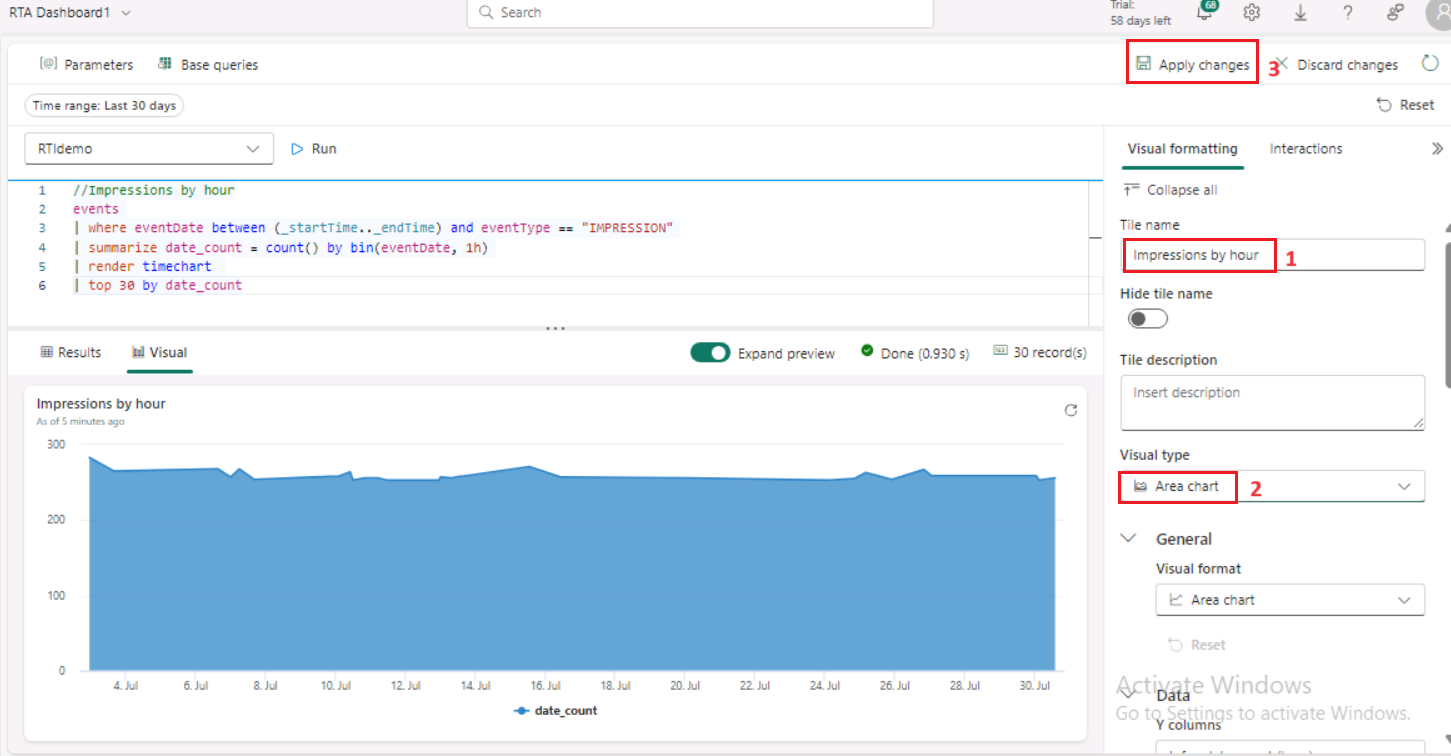 RTA Dashboard1
Search
Trial:
58 days left
68
Parameters
Base queries
Apply changes
3
Discard changes
Time range: Last 30 days
Reset
RTIdemo
Run
Visual formatting
Interactions
1 //Impressions by hour
2 events
3 | where eventDate between (_startTime.._endTime) and eventType == "IMPRESSION"
4 | summarize date_count = count() by bin(eventDate, 1h)
5 | render timechart
6 | top 30 by date_count
Collapse all
Tile name
Impressions by hour
1
Hide tile name
Results
Visual
Expand preview
Done (0.930 s)
30 record(s)
Tile description
Insert description
Impressions by hour
As of 5 minutes ago
300
200
100
0
4. Jul 6. Jul 8. Jul 10. Jul 12. Jul 14. Jul 16. Jul 18. Jul 20. Jul 22. Jul 24. Jul 26. Jul 28. Jul 30. Jul
date_count
Visual type
Area chart
2
General
Visual format
Area chart
Reset
Activate Windows
Data
Go to Settings to activate Windows.
Y columns